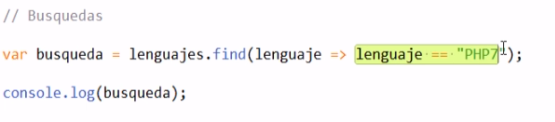 // Busquedas
var busqueda = lenguajes.find(lenguaje => lenguaje == "PHP7");
console.log(busqueda);